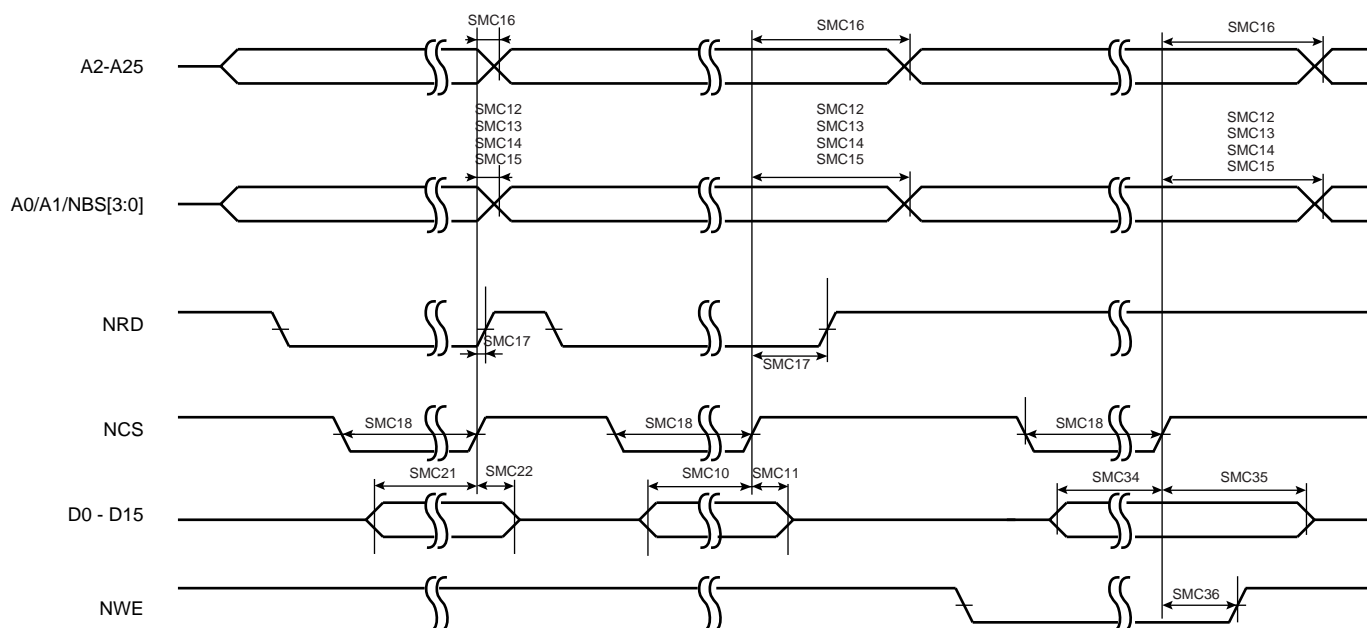 SMC16
SMC16
SMC16
A2-A25
SMC12
SMC13
SMC14
SMC15
SMC12
SMC13
SMC14
SMC15
SMC12
SMC13
SMC14
SMC15
A0/A1/NBS[3:0]
NRD
SMC17
SMC17
NCS
SMC18
SMC18
SMC18
SMC21
SMC22
SMC10
SMC11
SMC34
SMC35
D0 - D15
NWE
SMC36